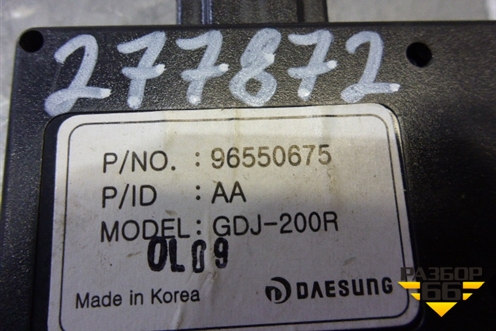 277872
P/NO. : 96550675
P/ID : AA
MODEL: GDJ-200R
0L09
Made in Korea DAESUNG
РАЗБОР
66